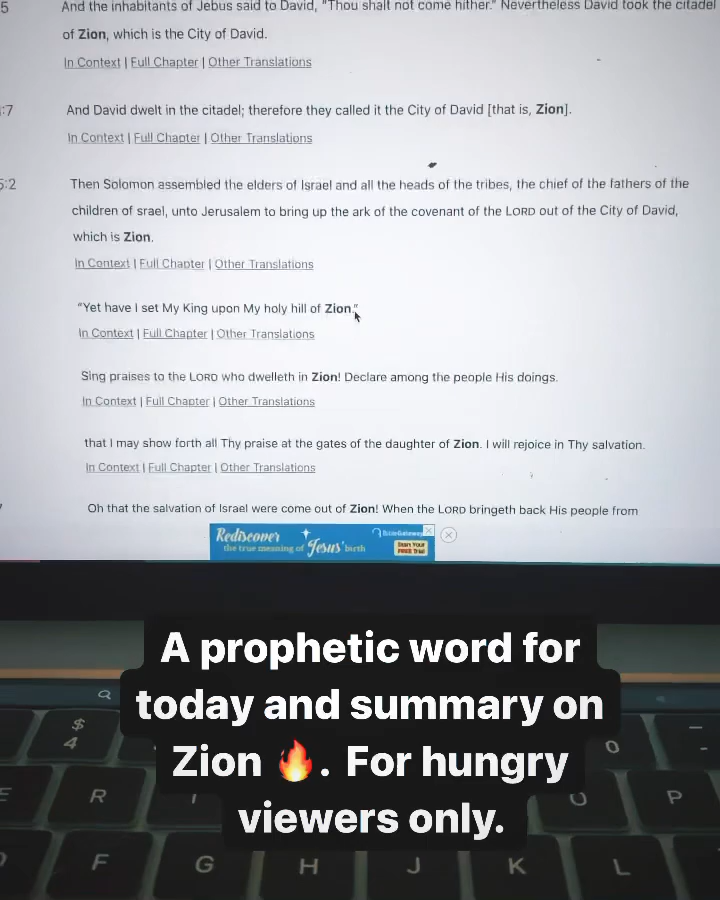 5 And the inhabitants of Jebus said to David, "Thou shalt not come hither." Nevertheless David took the citadel
of Zion, which is the City of David.
In Context | Full Chapter | Other Translations
:7 And David dwelt in the citadel; therefore they called it the City of David [that is, Zion].
In Context | Full Chapter | Other Translations
5:2 Then Solomon assembled the elders of Israel and all the heads of the tribes, the chief of the fathers of the
children of srael, unto Jerusalem to bring up the ark of the covenant of the LORD out of the City of David,
which is Zion.
In Context | Full Chapter | Other Translations
"Yet have I set My King upon My holy hill of Zion."
In Context | Full Chapter | Other Translations
Sing praises to the LORD who dwelleth in Zion! Declare among the people His doings.
In Context | Full Chapter | Other Translations
that I may show forth all Thy praise at the gates of the daughter of Zion. I will rejoice in Thy salvation.
In Context | Full Chapter | Other Translations
Oh that the salvation of Israel were come out of Zion! When the LORD bringeth back His people from
Rediscover
the true meaning of Jesus' birth
BibleGateway
Start Your
FREE Trial
A prophetic word for
today and summary on
Zion 🔥. For hungry
viewers only.
$
4
O
R
P
F G H J K L